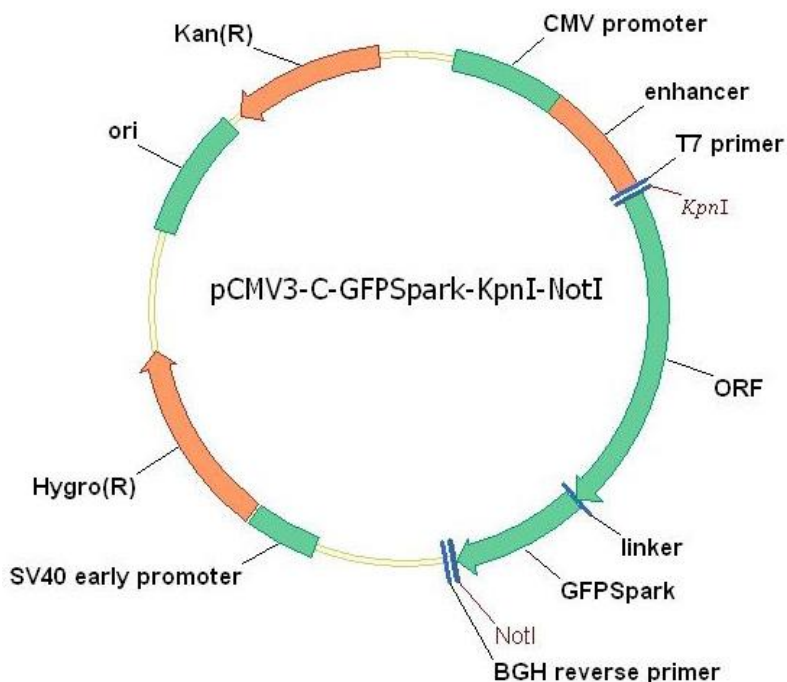 CMV promoter
Kan(R)
enhancer
ori
T7 primer
KpnI
pCMV3-C-GFPSpark-KpnI-NotI
ORF
Hygro(R)
linker
SV40 early promoter
GFPSpark
NotI
BGH reverse primer